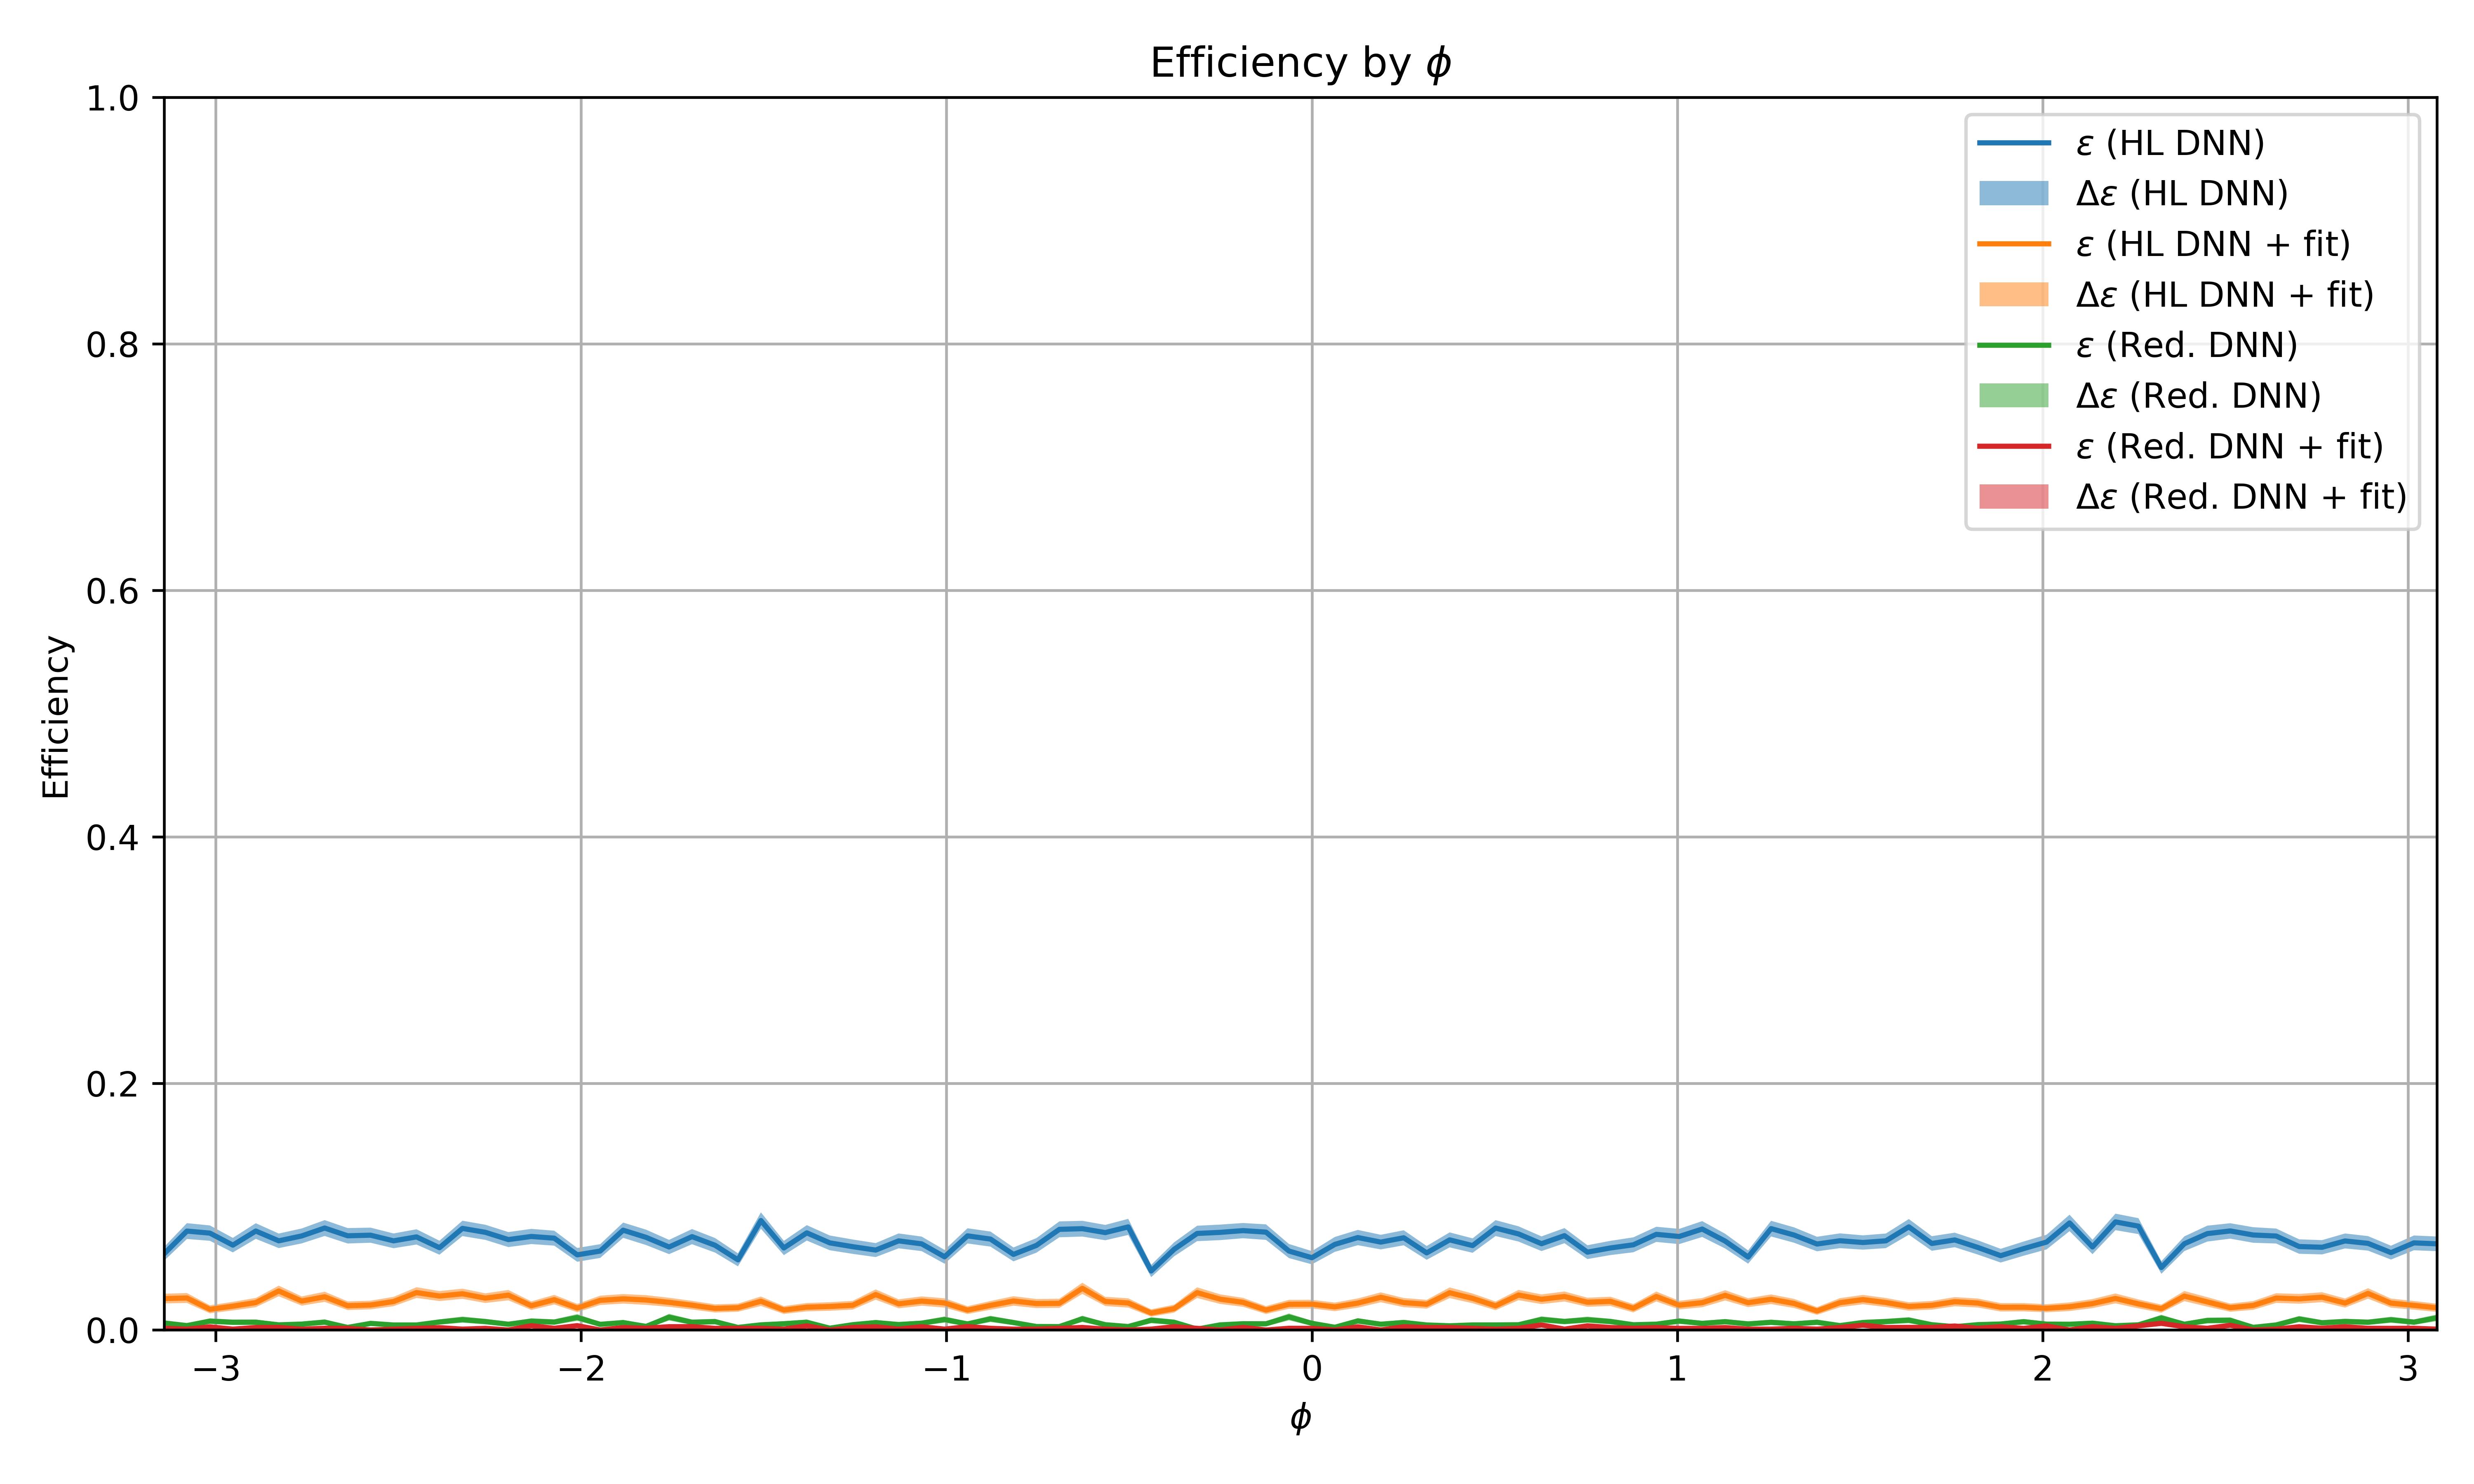 Efficiency by ϕ
1.0
0.8
0.6
0.4
0.2
0.0
Efficiency
−3
−2
−1
0
1
2
3
ϕ
ε (HL DNN)
Δε (HL DNN)
ε (HL DNN + fit)
Δε (HL DNN + fit)
ε (Red. DNN)
Δε (Red. DNN)
ε (Red. DNN + fit)
Δε (Red. DNN + fit)